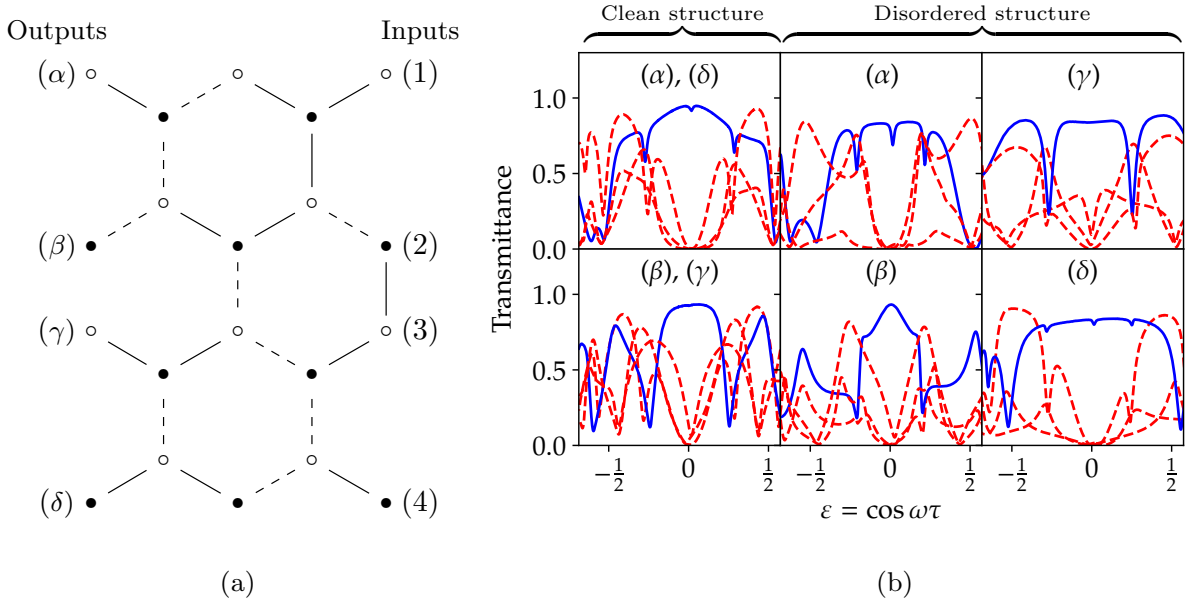 Outputs Inputs
(α) (1)
(β) (2)
(γ) (3)
(δ) (4)
(a)
Clean structure Disordered structure
(α), (δ) (α) (γ)
1.0
0.5
0.0
(β), (γ) (β) (δ)
1.0
0.5
0.0
Transmittance
−1/2 0 1/2 −1/2 0 1/2 −1/2 0 1/2
ε = cos ωτ
(b)